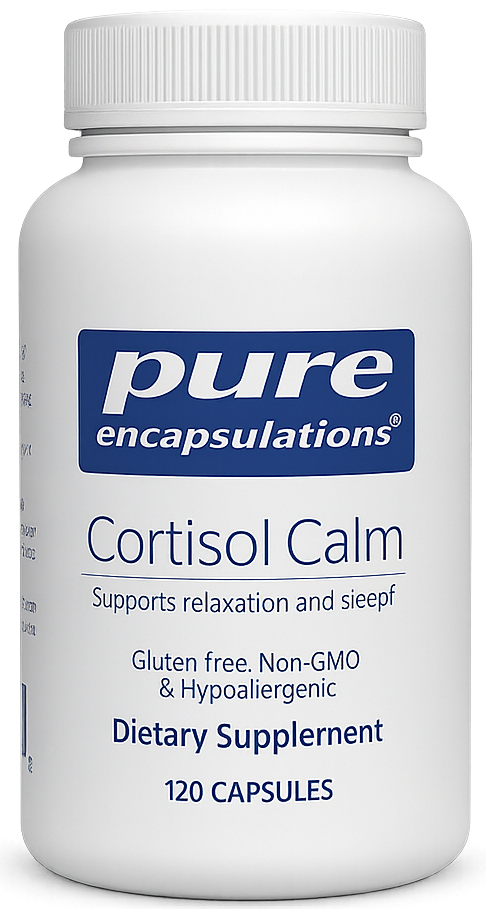 pure
encapsulations®
Cortisol Calm
Supports relaxation and sieepf
Gluten free. Non-GMO
& Hypoaliergenic
Dietary Supplernent
120 CAPSULES